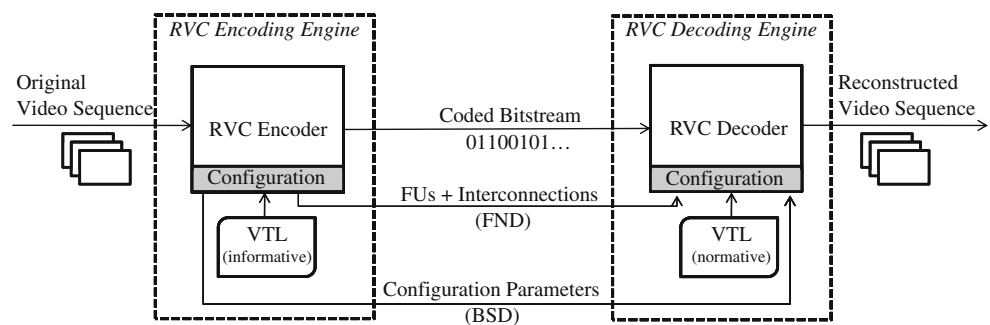 RVC Encoding Engine
RVC Decoding Engine
Original
Video Sequence
Reconstructed
Video Sequence
RVC Encoder
Coded Bitstream
01100101…
RVC Decoder
Configuration
Configuration
FUs + Interconnections
(FND)
VTL
(informative)
VTL
(normative)
Configuration Parameters
(BSD)